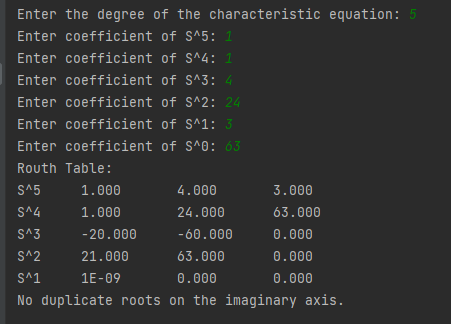 Enter the degree of the characteristic equation: 5
Enter coefficient of S^5: 1
Enter coefficient of S^4: 1
Enter coefficient of S^3: 4
Enter coefficient of S^2: 24
Enter coefficient of S^1: 3
Enter coefficient of S^0: 63
Routh Table:
S^5 1.000 4.000 3.000
S^4 1.000 24.000 63.000
S^3 -20.000 -60.000 0.000
S^2 21.000 63.000 0.000
S^1 1E-09 0.000 0.000
No duplicate roots on the imaginary axis.